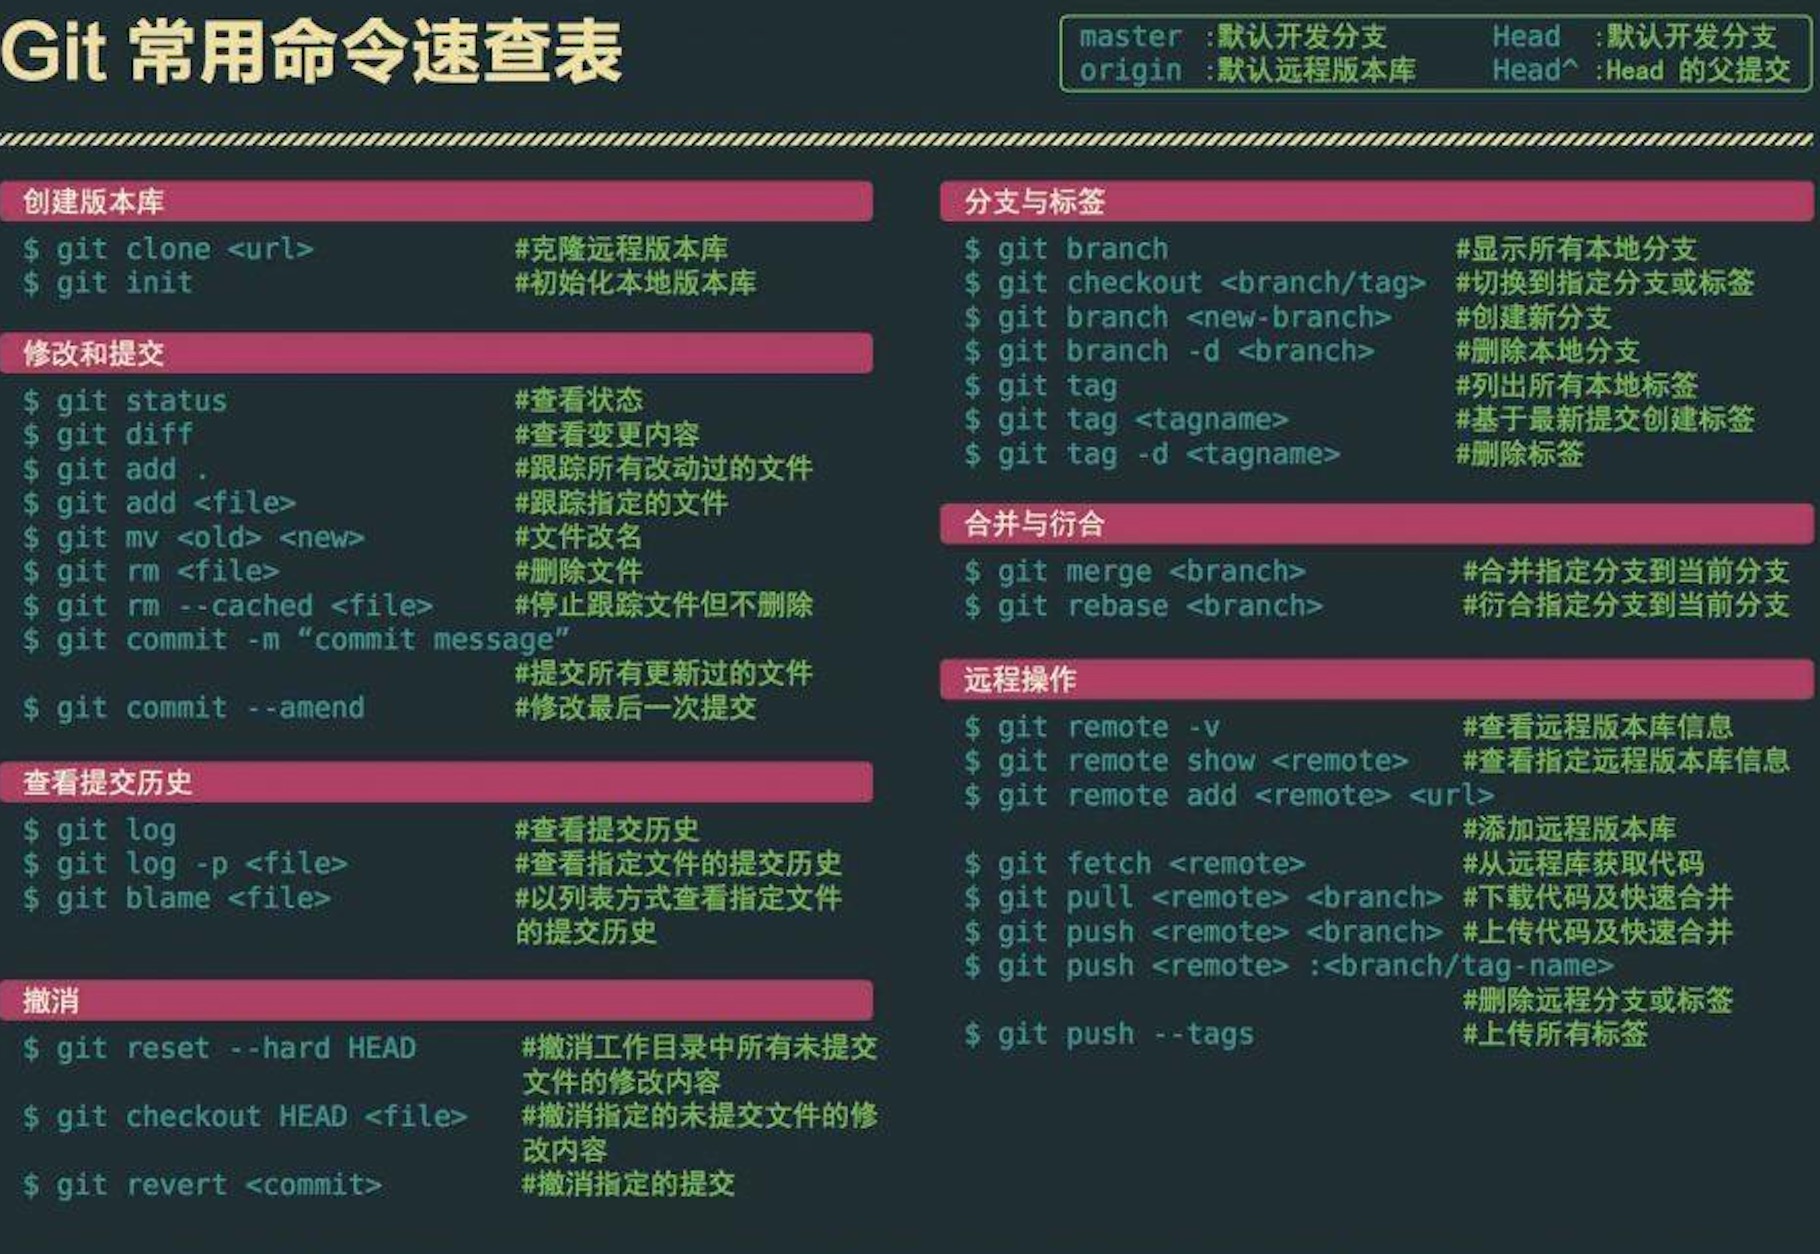 Git 常用命令速查表
master :默认开发分支 Head :默认开发分支
origin :默认远程版本库 Head^ :Head 的父提交
创建版本库
$ git clone <url> #克隆远程版本库
$ git init #初始化本地版本库
修改和提交
$ git status #查看状态
$ git diff #查看变更内容
$ git add . #跟踪所有改动过的文件
$ git add <file> #跟踪指定的文件
$ git mv <old> <new> #文件改名
$ git rm <file> #删除文件
$ git rm --cached <file> #停止跟踪文件但不删除
$ git commit -m “commit message”
#提交所有更新过的文件
$ git commit --amend #修改最后一次提交
查看提交历史
$ git log #查看提交历史
$ git log -p <file> #查看指定文件的提交历史
$ git blame <file> #以列表方式查看指定文件
的提交历史
撤消
$ git reset --hard HEAD #撤消工作目录中所有未提交
文件的修改内容
$ git checkout HEAD <file> #撤消指定的未提交文件的修
改内容
$ git revert <commit> #撤消指定的提交
分支与标签
$ git branch #显示所有本地分支
$ git checkout <branch/tag> #切换到指定分支或标签
$ git branch <new-branch> #创建新分支
$ git branch -d <branch> #删除本地分支
$ git tag #列出所有本地标签
$ git tag <tagname> #基于最新提交创建标签
$ git tag -d <tagname> #删除标签
合并与衍合
$ git merge <branch> #合并指定分支到当前分支
$ git rebase <branch> #衍合指定分支到当前分支
远程操作
$ git remote -v #查看远程版本库信息
$ git remote show <remote> #查看指定远程版本库信息
$ git remote add <remote> <url>
#添加远程版本库
$ git fetch <remote> #从远程库获取代码
$ git pull <remote> <branch> #下载代码及快速合并
$ git push <remote> <branch> #上传代码及快速合并
$ git push <remote> :<branch/tag-name>
#删除远程分支或标签
$ git push --tags #上传所有标签